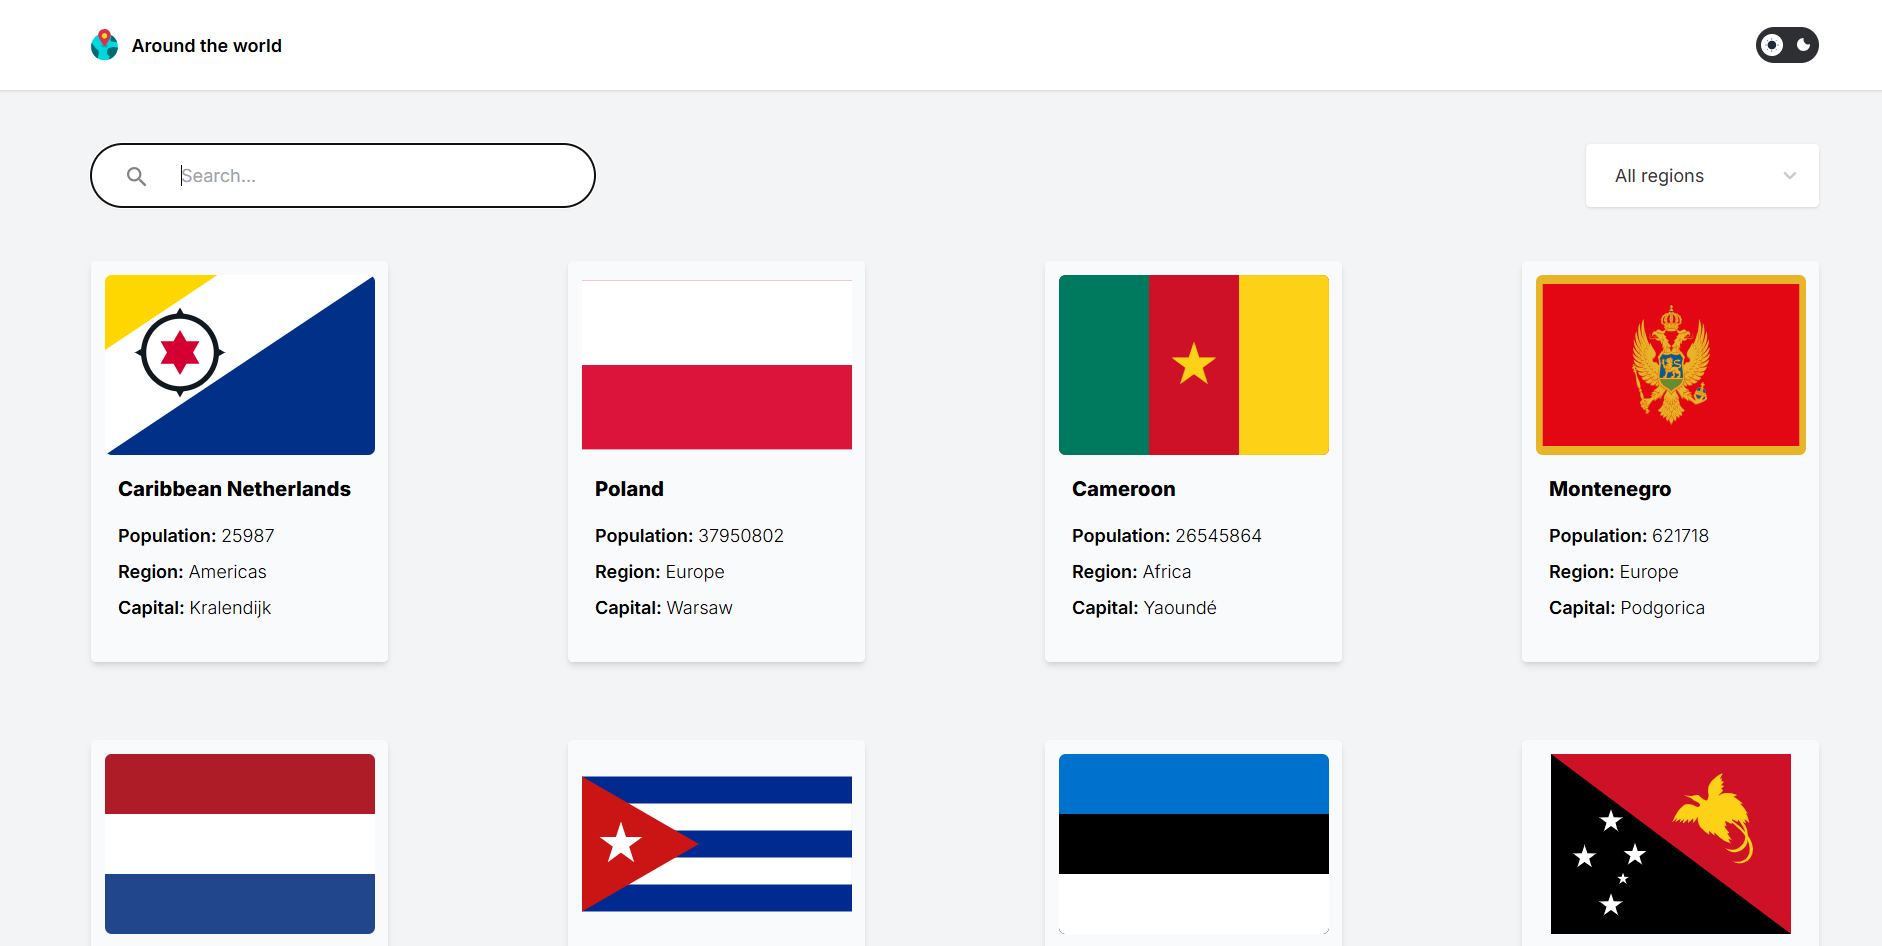 Around the world
Search...
All regions
Caribbean Netherlands
Population: 25987
Region: Americas
Capital: Kralendijk
Poland
Population: 37950802
Region: Europe
Capital: Warsaw
Cameroon
Population: 26545864
Region: Africa
Capital: Yaoundé
Montenegro
Population: 621718
Region: Europe
Capital: Podgorica